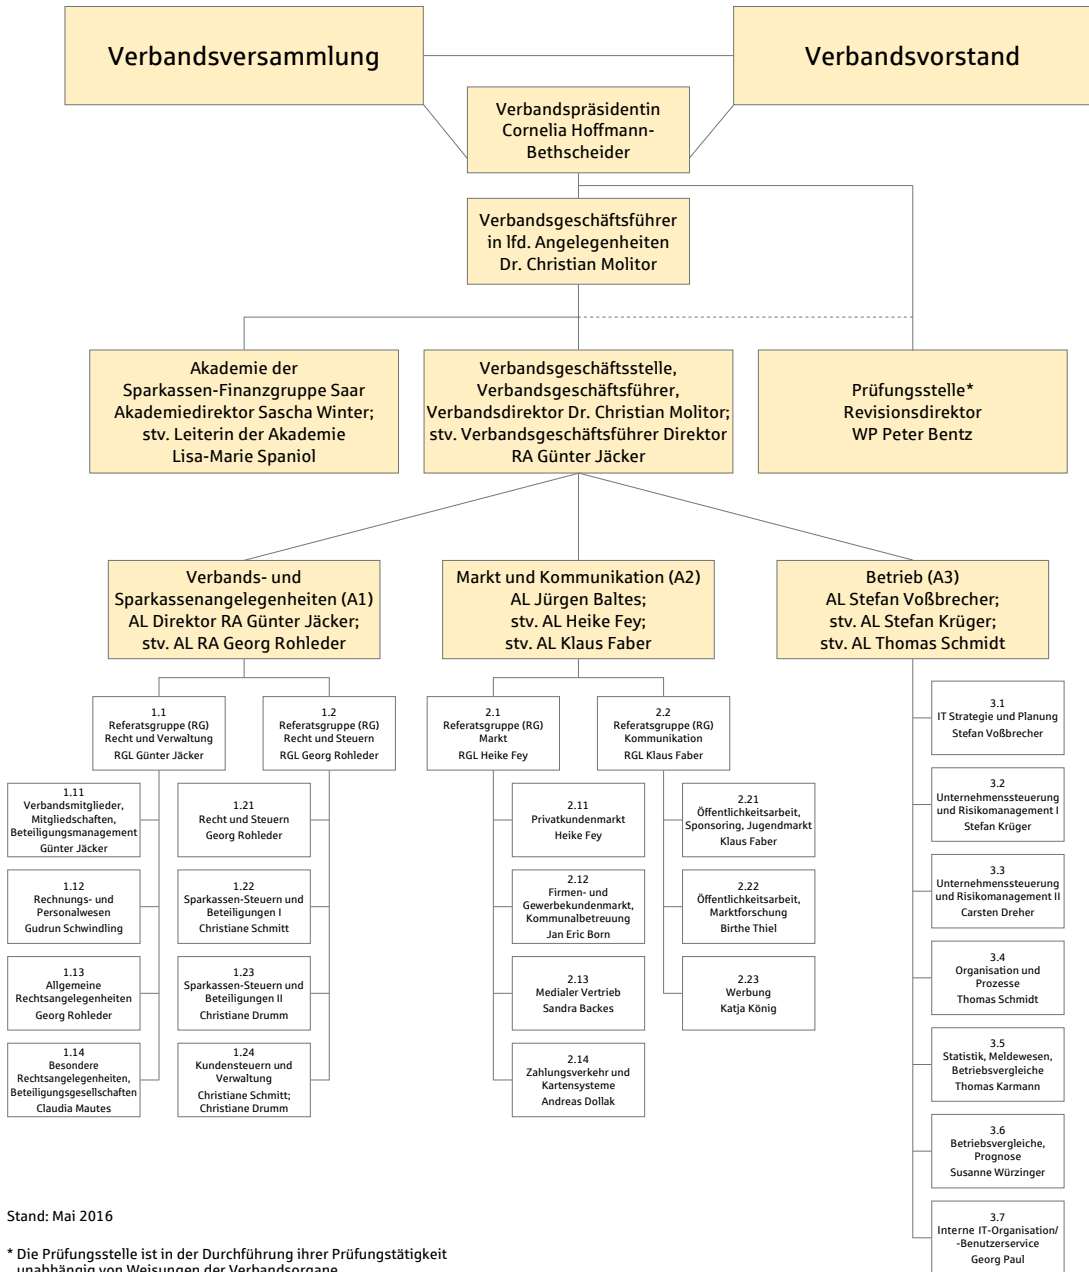 Verbandsversammlung
Verbandsvorstand
Verbandspräsidentin
Cornelia Hoffmann-
Bethscheider
Verbandsgeschäftsführer
in lfd. Angelegenheiten
Dr. Christian Molitor
Akademie der
Sparkassen-Finanzgruppe Saar
Akademiedirektor Sascha Winter;
stv. Leiterin der Akademie
Lisa-Marie Spaniol
Verbandsgeschäftsstelle,
Verbandsgeschäftsführer,
Verbandsdirektor Dr. Christian Molitor;
stv. Verbandsgeschäftsführer Direktor
RA Günter Jäcker
Prüfungsstelle*
Revisionsdirektor
WP Peter Bentz
Verbands- und
Sparkassenangelegenheiten (A1)
AL Direktor RA Günter Jäcker;
stv. AL RA Georg Rohleder
Markt und Kommunikation (A2)
AL Jürgen Baltes;
stv. AL Heike Fey;
stv. AL Klaus Faber
Betrieb (A3)
AL Stefan Voßbrecher;
stv. AL Stefan Krüger;
stv. AL Thomas Schmidt
1.1
Referatsgruppe (RG)
Recht und Verwaltung
RGL Günter Jäcker
1.2
Referatsgruppe (RG)
Recht und Steuern
RGL Georg Rohleder
2.1
Referatsgruppe (RG)
Markt
RGL Heike Fey
2.2
Referatsgruppe (RG)
Kommunikation
RGL Klaus Faber
1.11
Verbandsmitglieder,
Mitgliedschaften,
Beteiligungsmanagement
Günter Jäcker
1.12
Rechnungs- und
Personalwesen
Gudrun Schwindling
1.13
Allgemeine
Rechtsangelegenheiten
Georg Rohleder
1.14
Besondere
Rechtsangelegenheiten,
Beteiligungsgesellschaften
Claudia Mautes
1.21
Recht und Steuern
Georg Rohleder
1.22
Sparkassen-Steuern und
Beteiligungen I
Christiane Schmitt
1.23
Sparkassen-Steuern und
Beteiligungen II
Christiane Drumm
1.24
Kundensteuern und
Verwaltung
Christiane Schmitt;
Christiane Drumm
2.11
Privatkundenmarkt
Heike Fey
2.12
Firmen- und
Gewerbekundenmarkt,
Kommunalbetreuung
Jan Eric Born
2.13
Medialer Vertrieb
Sandra Backes
2.14
Zahlungsverkehr und
Kartensysteme
Andreas Dollak
2.21
Öffentlichkeitsarbeit,
Sponsoring, Jugendmarkt
Klaus Faber
2.22
Öffentlichkeitsarbeit,
Marktforschung
Birthe Thiel
2.23
Werbung
Katja König
3.1
IT Strategie und Planung
Stefan Voßbrecher
3.2
Unternehmenssteuerung
und Risikomanagement I
Stefan Krüger
3.3
Unternehmenssteuerung
und Risikomanagement II
Carsten Dreher
3.4
Organisation und
Prozesse
Thomas Schmidt
3.5
Statistik, Meldewesen,
Betriebsvergleiche
Thomas Karmann
3.6
Betriebsvergleiche,
Prognose
Susanne Würzinger
3.7
Interne IT-Organisation/
-Benutzerservice
Georg Paul
Stand: Mai 2016
* Die Prüfungsstelle ist in der Durchführung ihrer Prüfungstätigkeit
unabhängig von Weisungen der Verbandsorgane